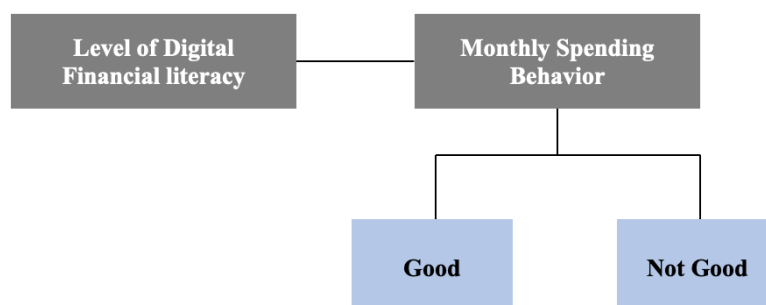 Level of Digital
Financial literacy
Monthly Spending
Behavior
Good
Not Good